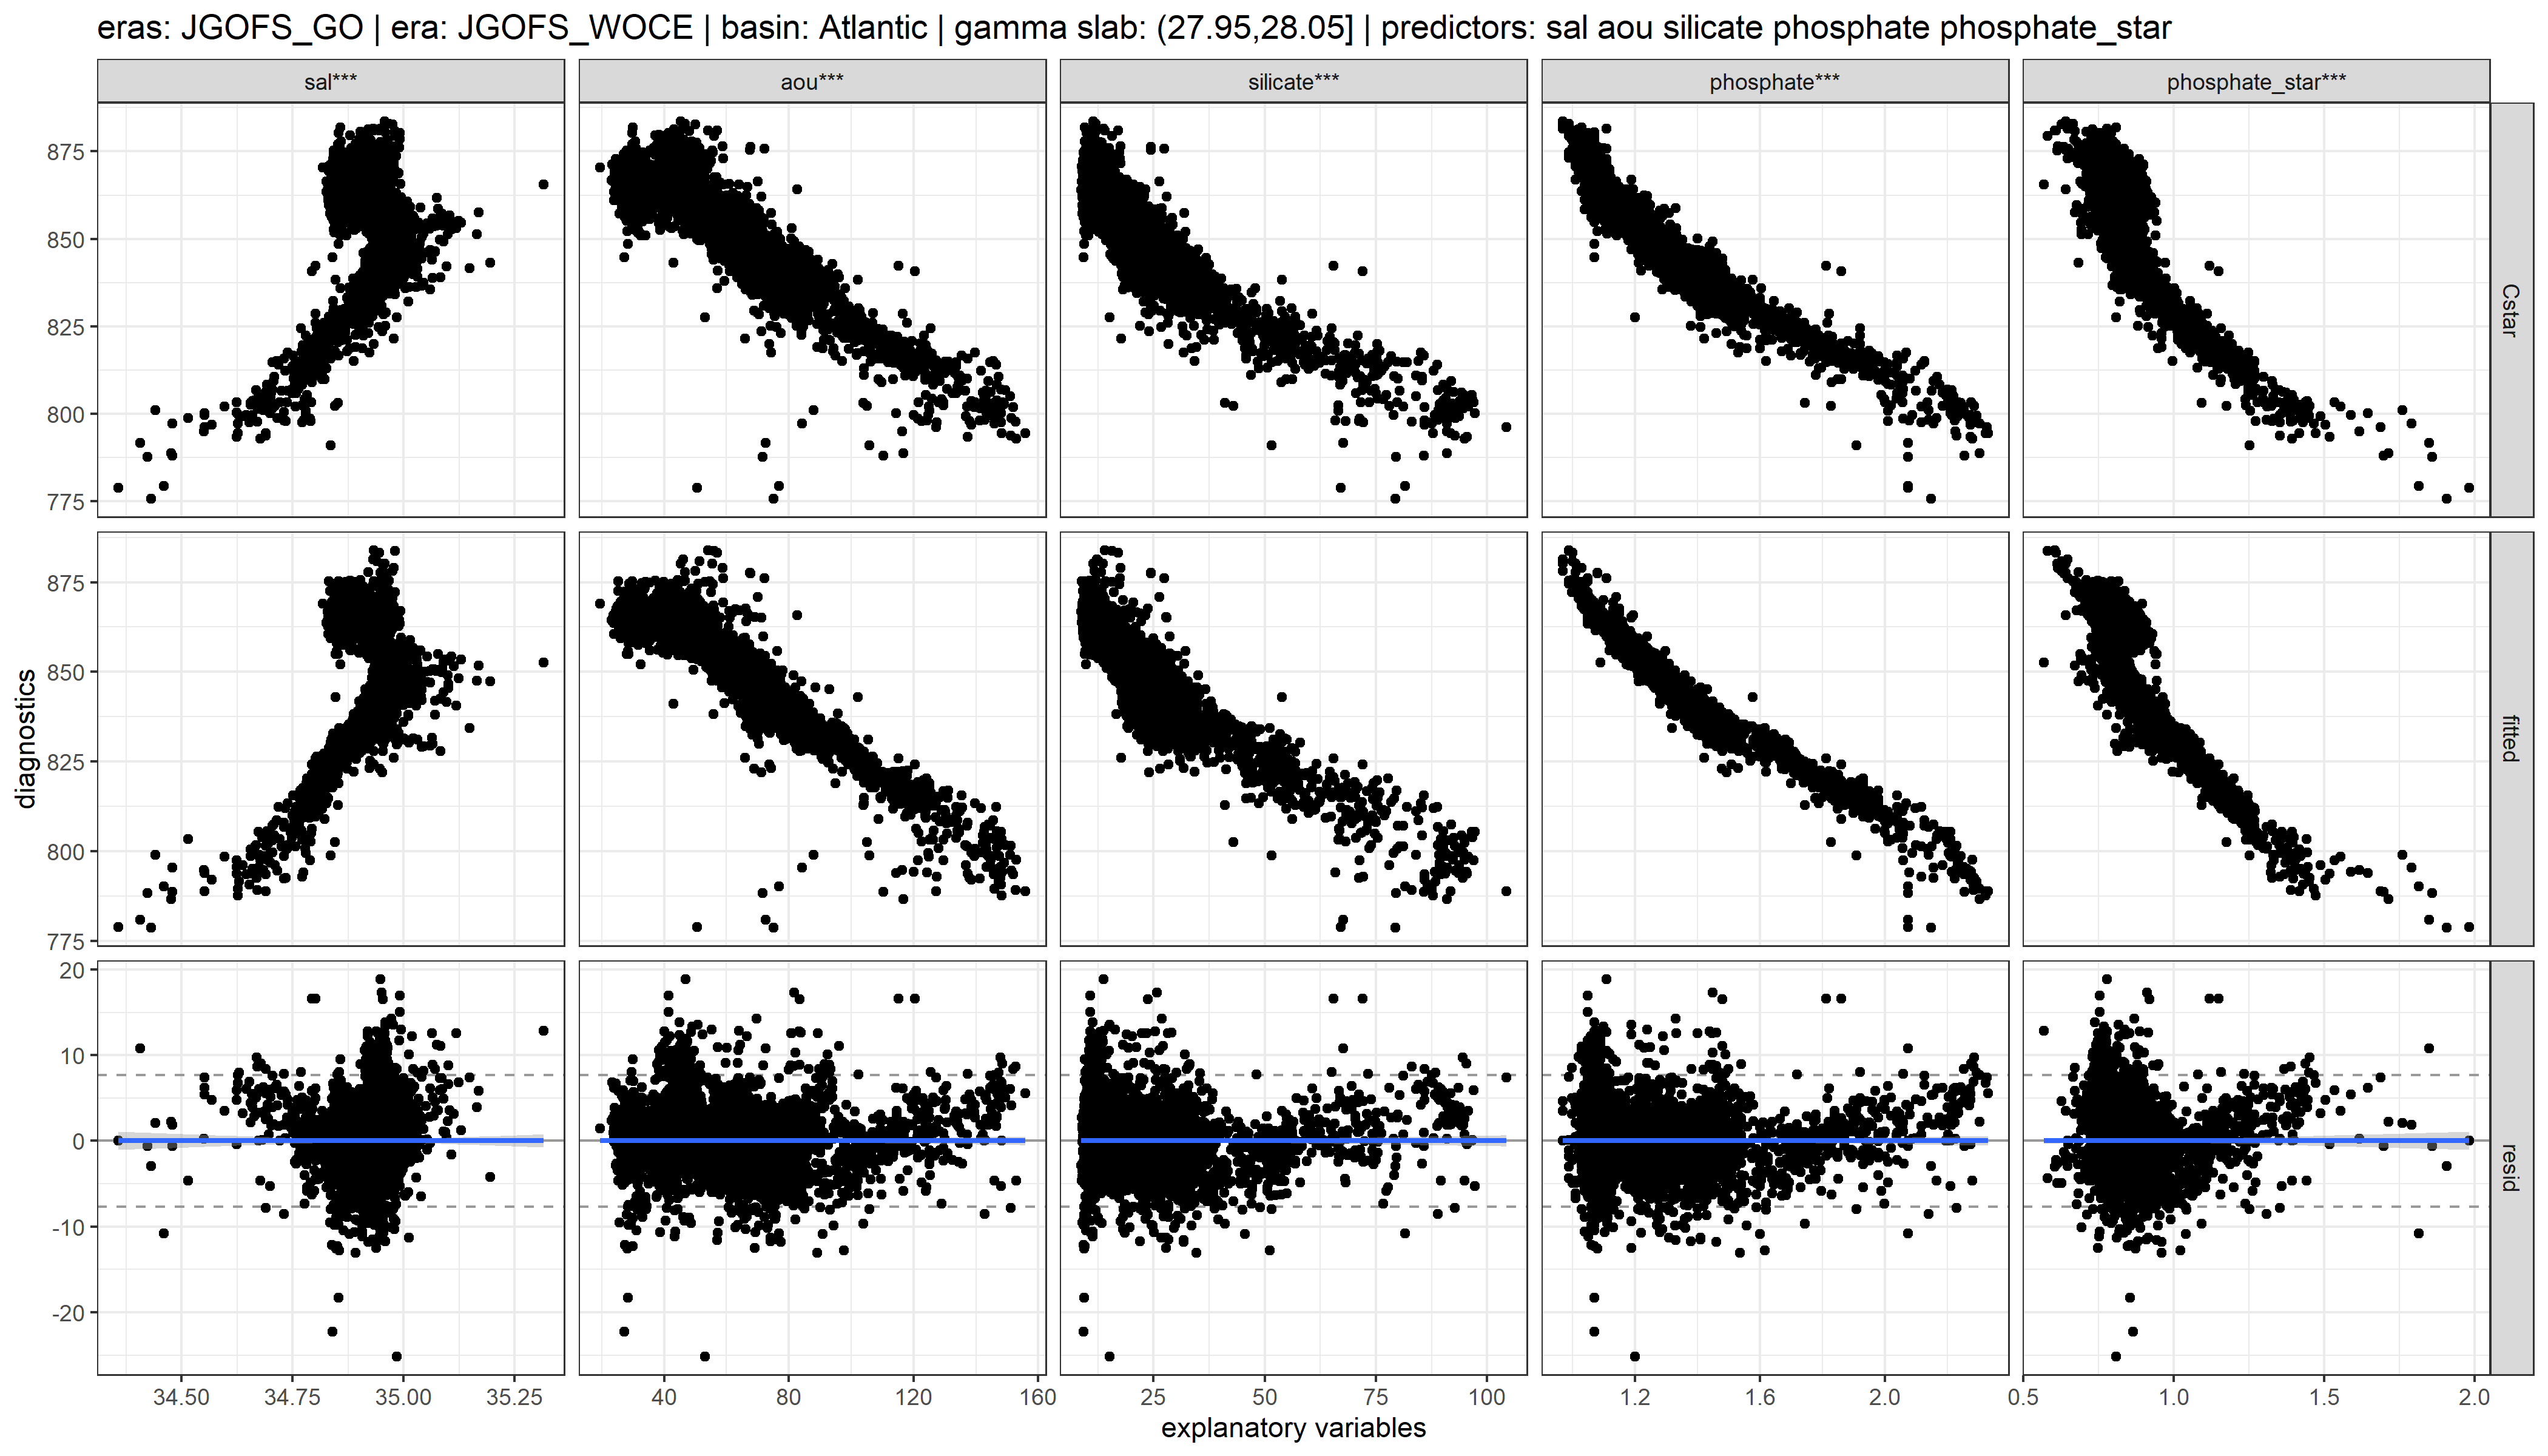 eras: JGOFS_GO | era: JGOFS_WOCE | basin: Atlantic | gamma slab: (27.95,28.05] | predictors: sal aou silicate phosphate phosphate_star
sal*** aou*** silicate*** phosphate*** phosphate_star***
875
850
825
800
775
Cstar
875
850
825
800
775
fitted
diagnostics
20
10
0
-10
-20
resid
34.50 34.75 35.00 35.25 40 80 120 160 25 50 75 100 1.2 1.6 2.0 0.5 1.0 1.5 2.0
explanatory variables